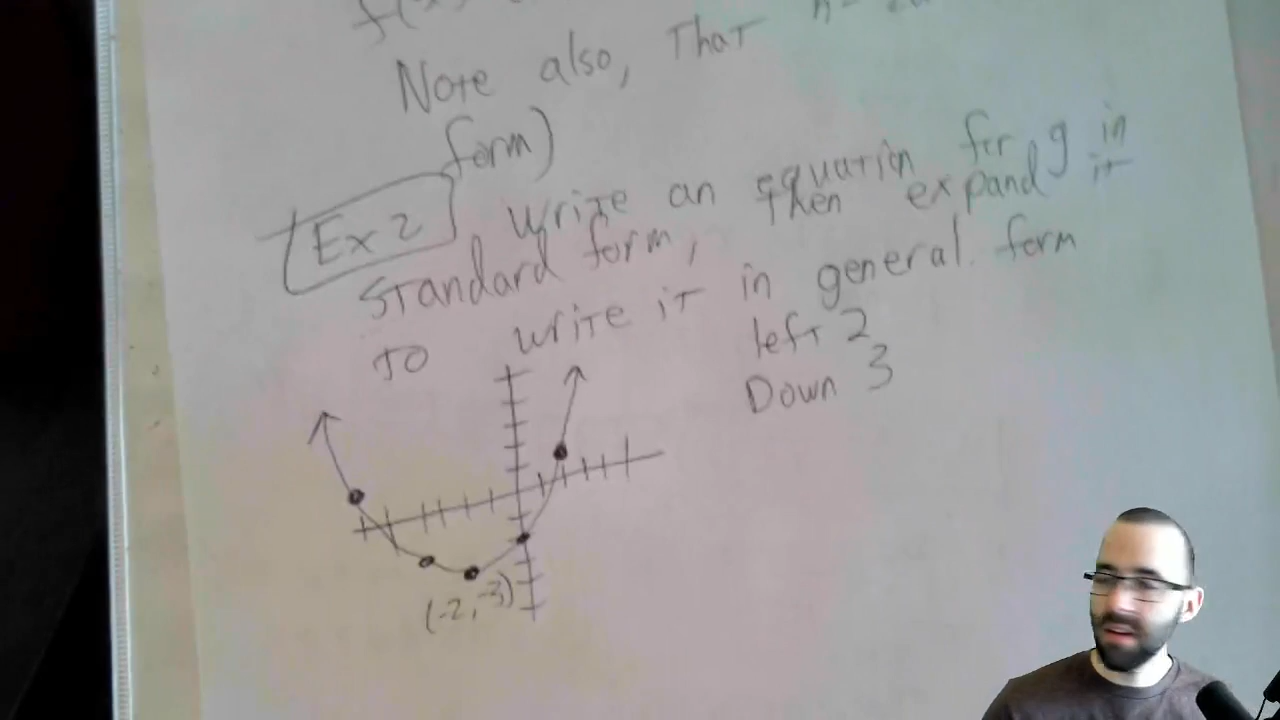 Note also, That
form)
Ex 2 Write an equation for g in
standard form, Then expand it
to write it in general form
left 2
Down 3
(-2, -3)